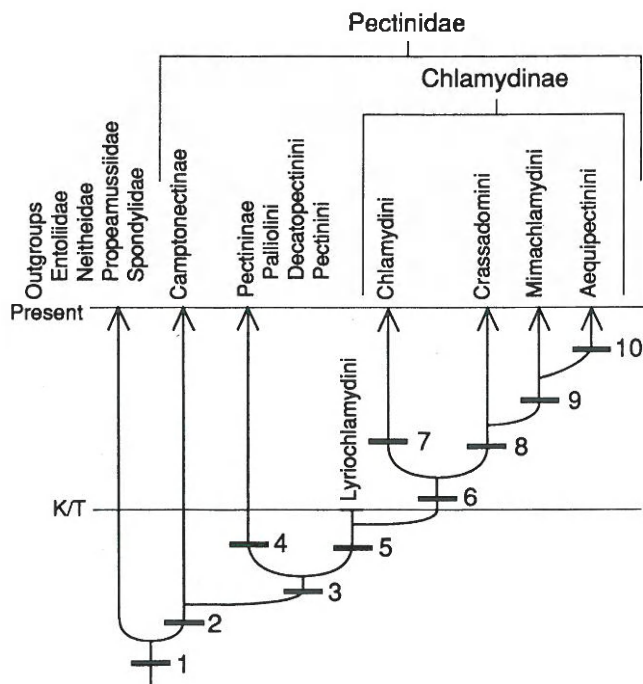 Pectinidae
Chlamydinae
Outgroups
Entoliidae
Neitheidae
Propeamussiidae
Spondylidae
Camptonectinae
Pectininae
Palliolini
Decatopectinini
Pectinini
Chlamydini
Crassadomini
Mimachlamydini
Aequipectinini
Present
10
9
Lyriochlamydini
7
8
6
K/T
4
5
3
2
1